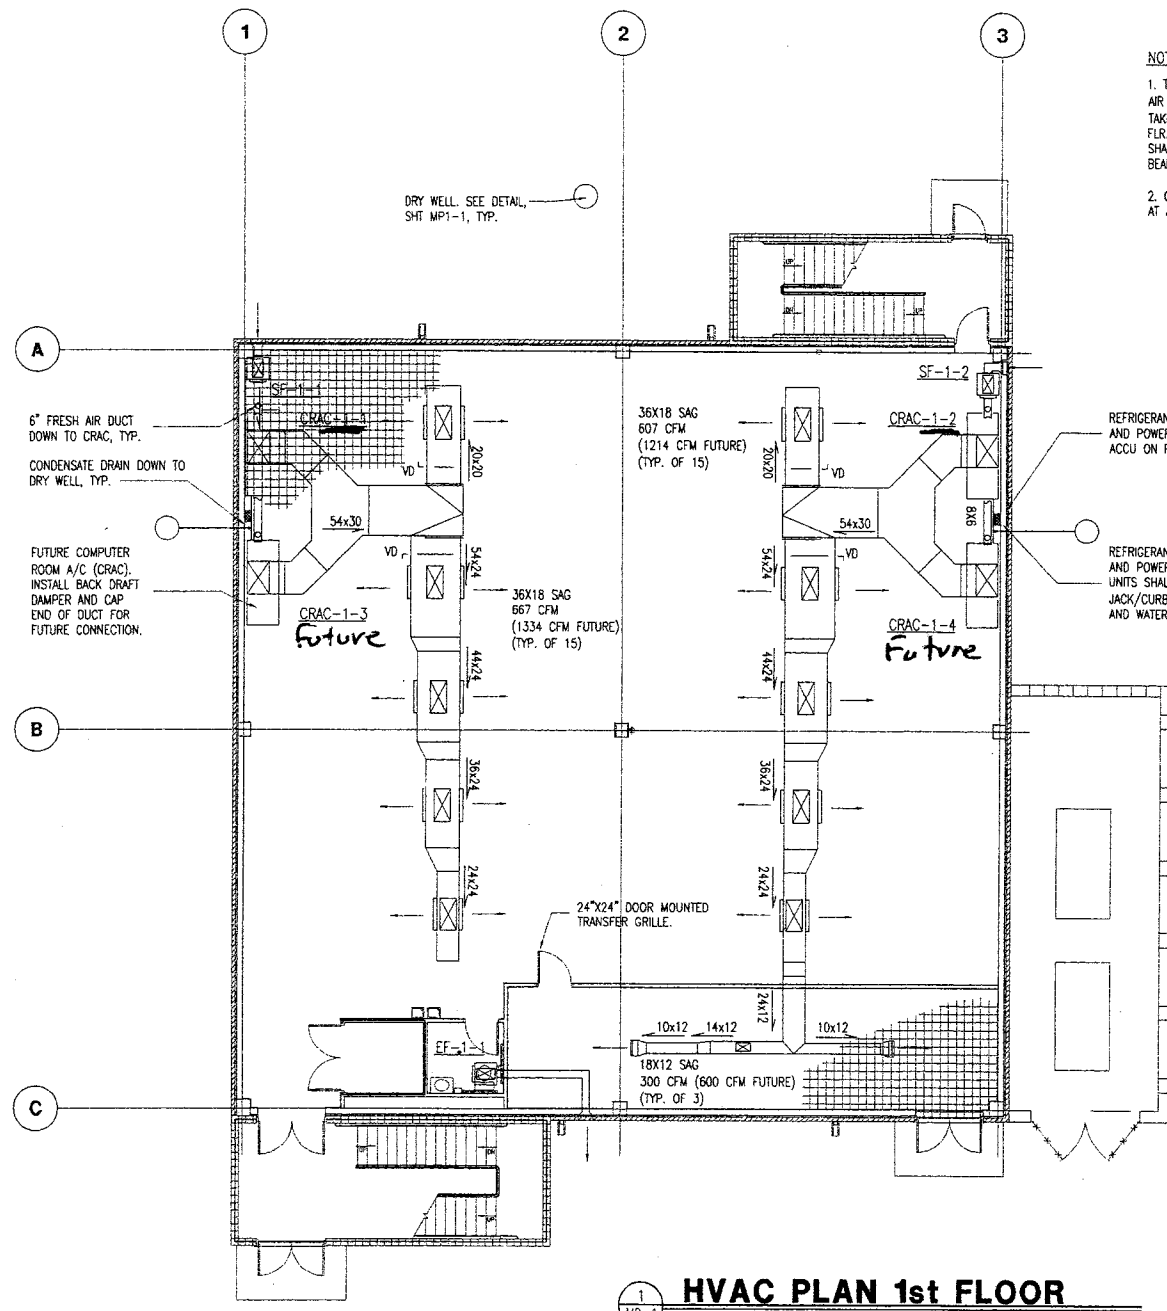 1
2
3
NOT
1. T
AIR
TAK
FLR.
SHA
BEA
2. C
AT
DRY WELL. SEE DETAIL,
SHT MP1-1, TYP.
UP
DN
UP
A
SF-1-1
SF-1-2
6" FRESH AIR DUCT
DOWN TO CRAC, TYP.
CRAC-1-1
36X18 SAG
607 CFM
(1214 CFM FUTURE)
(TYP. OF 15)
CRAC-1-2
REFRIGERAN
AND POWER
ACCU ON R
CONDENSATE DRAIN DOWN TO
DRY WELL, TYP.
20x20
VD
20x20
VD
54x30
54x30
8X6
FUTURE COMPUTER
ROOM A/C (CRAC).
INSTALL BACK DRAFT
DAMPER AND CAP
END OF DUCT FOR
FUTURE CONNECTION.
VD
54x24
54x24
VD
REFRIGERAN
AND POWER
UNITS SHAL
JACK/CURB
AND WATER
36X18 SAG
667 CFM
(1334 CFM FUTURE)
(TYP. OF 15)
CRAC-1-3
Future
CRAC-1-4
Future
44x24
44x24
B
36x24
36x24
24x24
24x24
24"X24" DOOR MOUNTED
TRANSFER GRILLE.
24x12
EF-1-1
10x12
14x12
10x12
18X12 SAG
300 CFM (600 CFM FUTURE)
(TYP. OF 3)
C
UP
DN
UP
1
HVAC PLAN 1st FLOOR